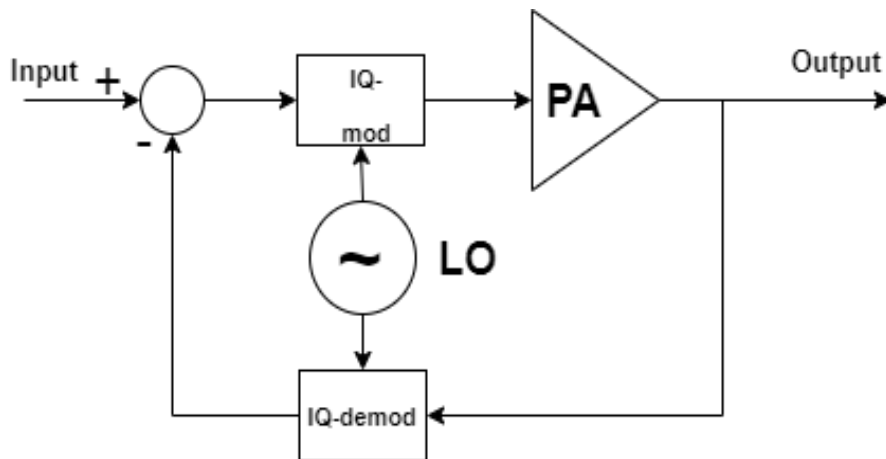 Input
+
-
IQ-
mod
PA
Output
~
LO
IQ-demod